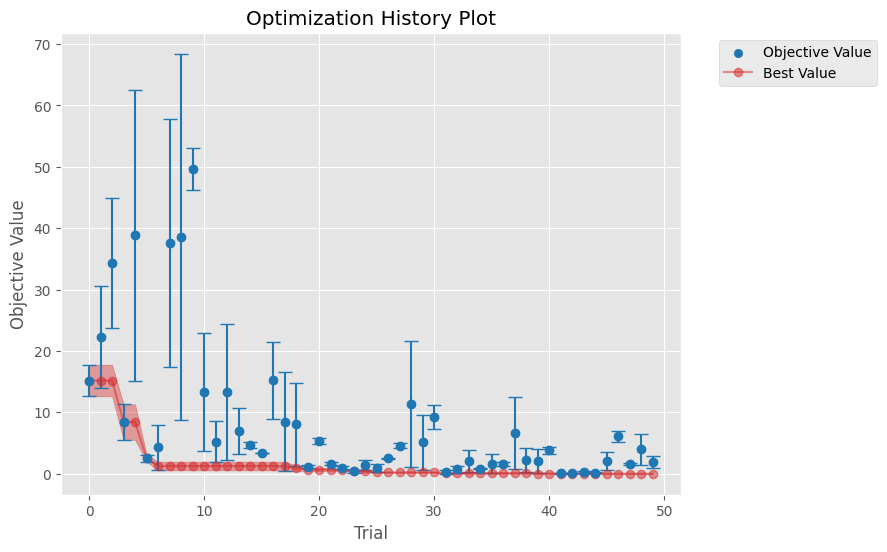 Optimization History Plot
Objective Value
Best Value
70
60
50
40
30
20
10
0
Objective Value
0 10 20 30 40 50
Trial